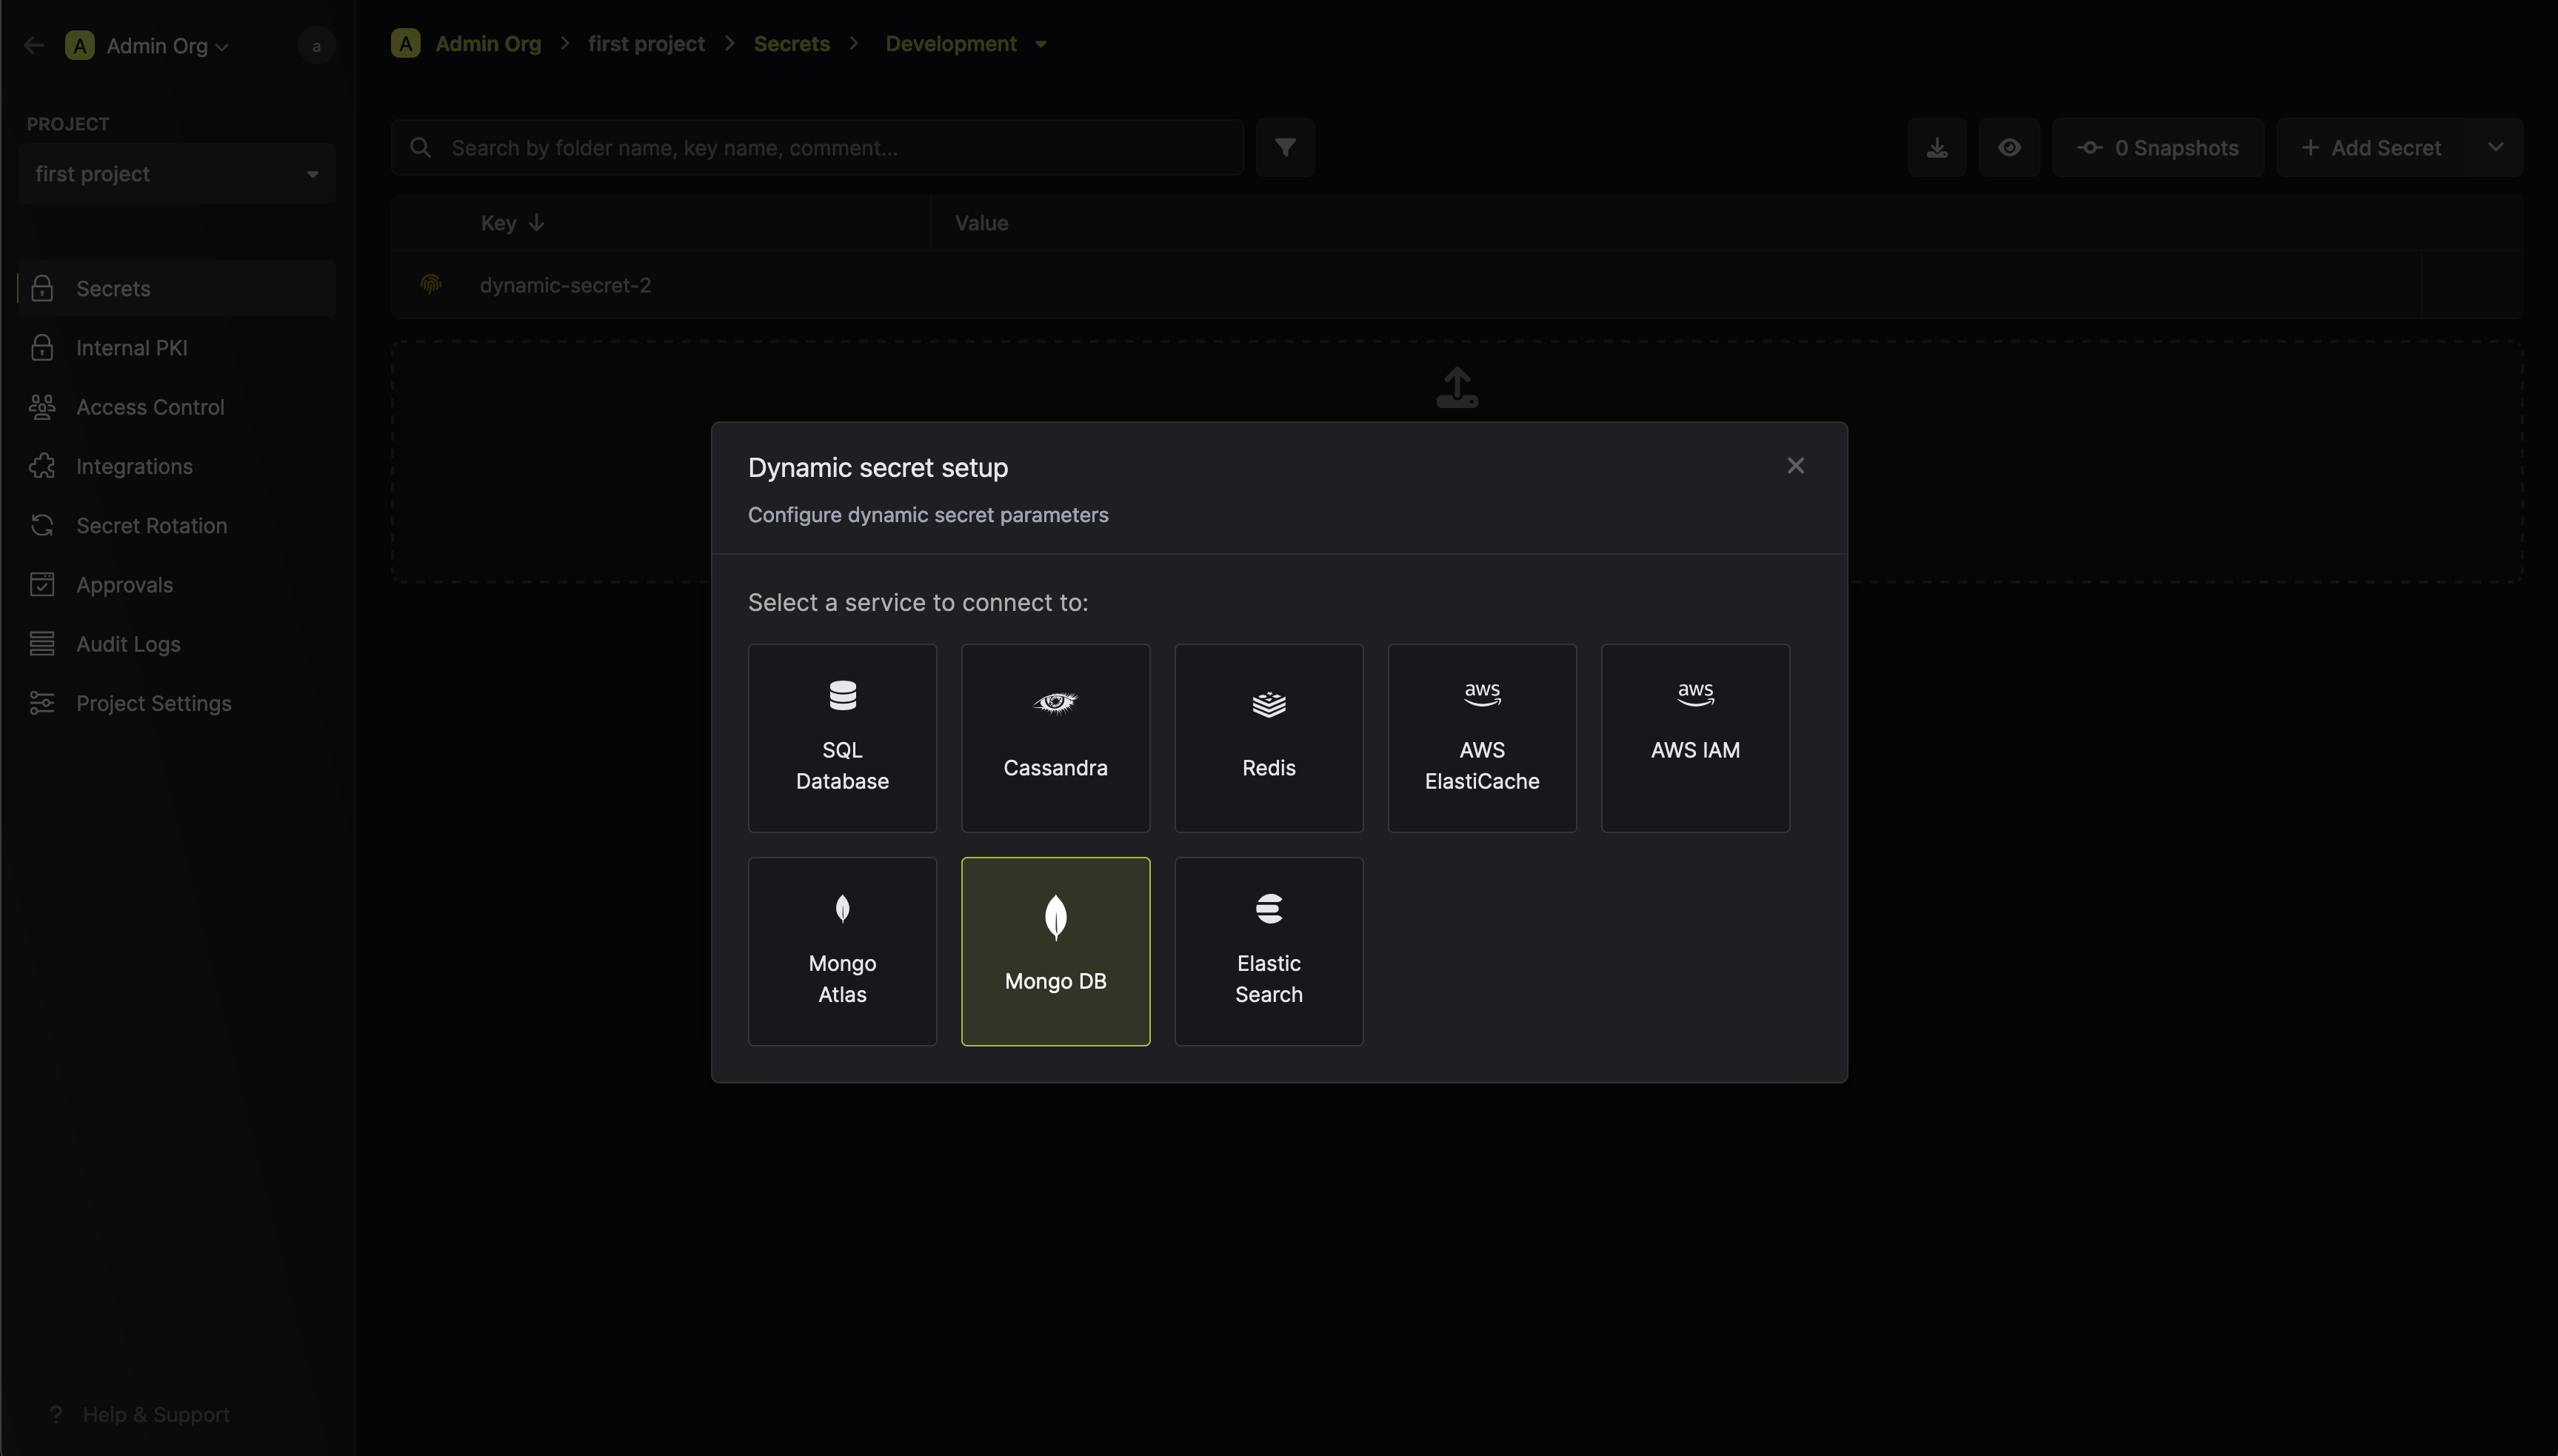 A Admin Org
a
PROJECT
first project
Secrets
Internal PKI
Access Control
Integrations
Secret Rotation
Approvals
Audit Logs
Project Settings
? Help & Support
A Admin Org > first project > Secrets > Development
Search by folder name, key name, comment...
0 Snapshots
+ Add Secret
Key
Value
dynamic-secret-2
Dynamic secret setup
Configure dynamic secret parameters
Select a service to connect to:
SQL
Database
Cassandra
Redis
aws
AWS
ElastiCache
aws
AWS IAM
Mongo
Atlas
Mongo DB
Elastic
Search